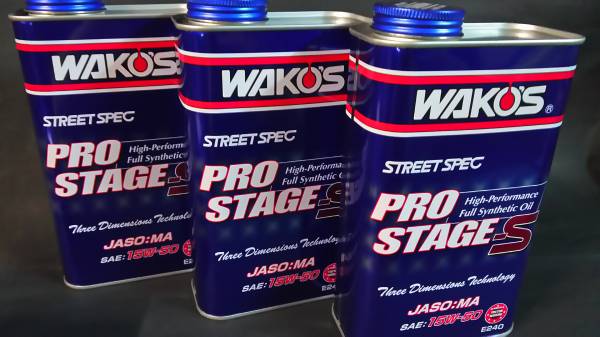 WAKO'S
STREET SPEC
PRO STAGE-S
High-Performance
Full Synthetic Oil
Three Dimensions Technology
JASO:MA
SAE: 15W-50
E240
WAKO'S
STREET SPEC
PRO STAGE-S
High-Performance
Full Synthetic Oil
Three Dimensions Technology
JASO:MA
SAE: 15W-50
E240
WAKO'S®
STREET SPEC
PRO STAGE-S
High-Performance
Full Synthetic Oil
Three Dimensions Technology
JASO:MA
SAE: 15W-50
E240